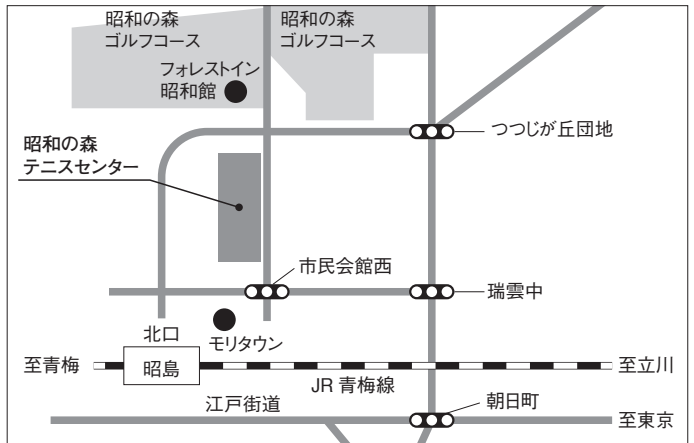 昭和の森
ゴルフコース
昭和の森
ゴルフコース
フォレストイン
昭和館
つつじが丘団地
昭和の森
テニスセンター
市民会館西
瑞雲中
北口
モリタウン
至青梅
昭島
JR 青梅線
至立川
江戸街道
朝日町
至東京